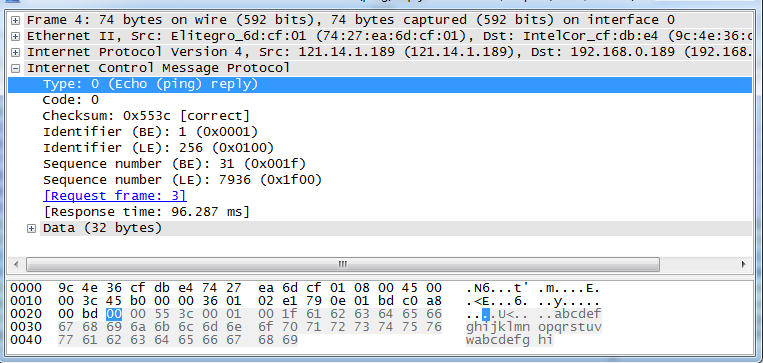 Frame 4: 74 bytes on wire (592 bits), 74 bytes captured (592 bits) on interface 0
Ethernet II, Src: Elitegro_6d:cf:01 (74:27:ea:6d:cf:01), Dst: IntelCor_cf:db:e4 (9c:4e:36:c
Internet Protocol Version 4, Src: 121.14.1.189 (121.14.1.189), Dst: 192.168.0.189 (192.168.
Internet Control Message Protocol
Type: 0 (Echo (ping) reply)
Code: 0
Checksum: 0x553c [correct]
Identifier (BE): 1 (0x0001)
Identifier (LE): 256 (0x0100)
Sequence number (BE): 31 (0x001f)
Sequence number (LE): 7936 (0x1f00)
[Request frame: 3]
[Response time: 96.287 ms]
Data (32 bytes)
0000 9c 4e 36 cf db e4 74 27 ea 6d cf 01 08 00 45 00 .N6...t' .m....E.
0010 00 3c 45 b0 00 00 36 01 02 e1 79 0e 01 bd c0 a8 .<E...6. ..y.....
0020 00 bd 00 00 55 3c 00 01 00 1f 61 62 63 64 65 66 ....U<.. ..abcdef
0030 67 68 69 6a 6b 6c 6d 6e 6f 70 71 72 73 74 75 76 ghijklmn opqrstuv
0040 77 61 62 63 64 65 66 67 68 69 wabcdefg hi